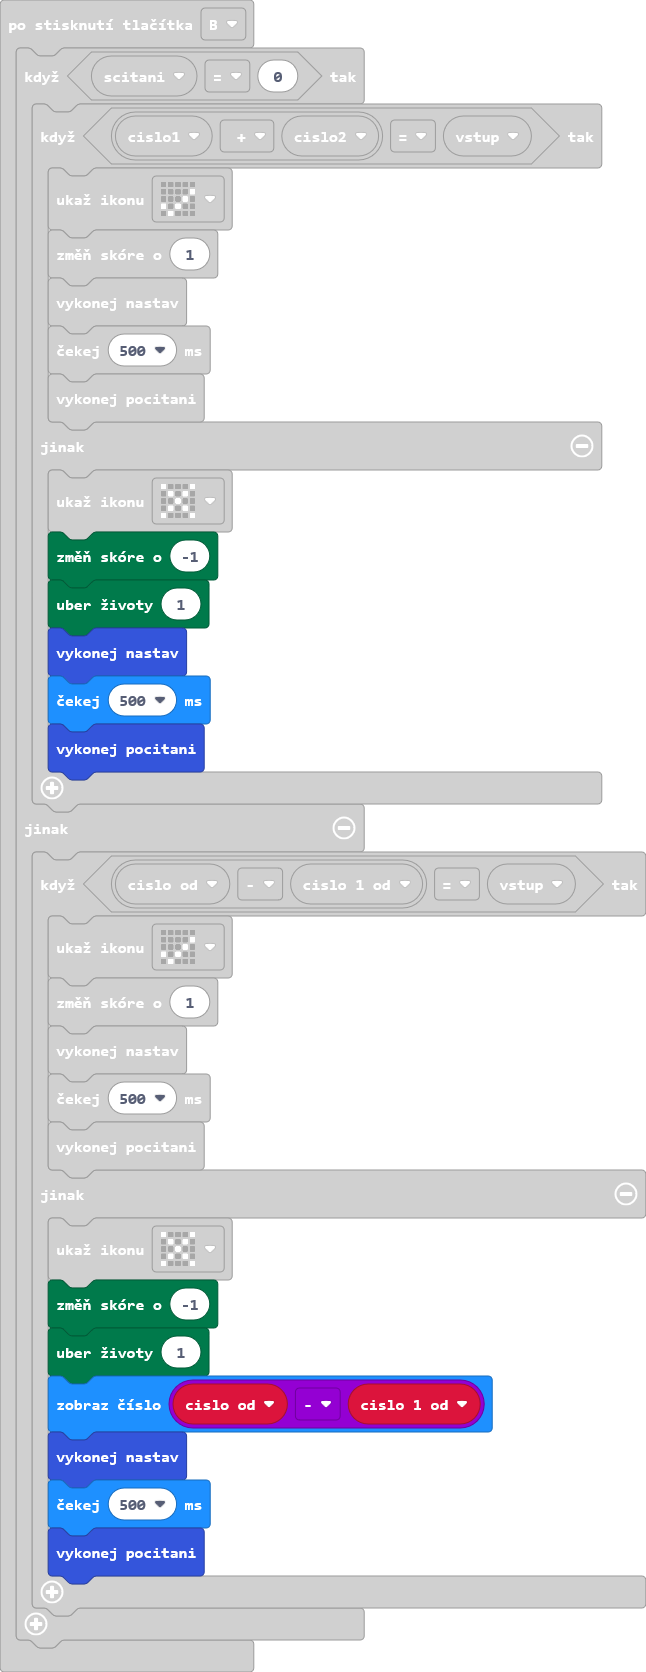 po stisknutí tlačítka B
když scitani = 0 tak
když cislo1 + cislo2 = vstup tak
ukaž ikonu
změň skóre o 1
vykonej nastav
čekej 500 ms
vykonej pocitani
jinak
ukaž ikonu
změň skóre o -1
uber životy 1
vykonej nastav
čekej 500 ms
vykonej pocitani
jinak
když cislo od - cislo 1 od = vstup tak
ukaž ikonu
změň skóre o 1
vykonej nastav
čekej 500 ms
vykonej pocitani
jinak
ukaž ikonu
změň skóre o -1
uber životy 1
zobraz číslo cislo od - cislo 1 od
vykonej nastav
čekej 500 ms
vykonej pocitani